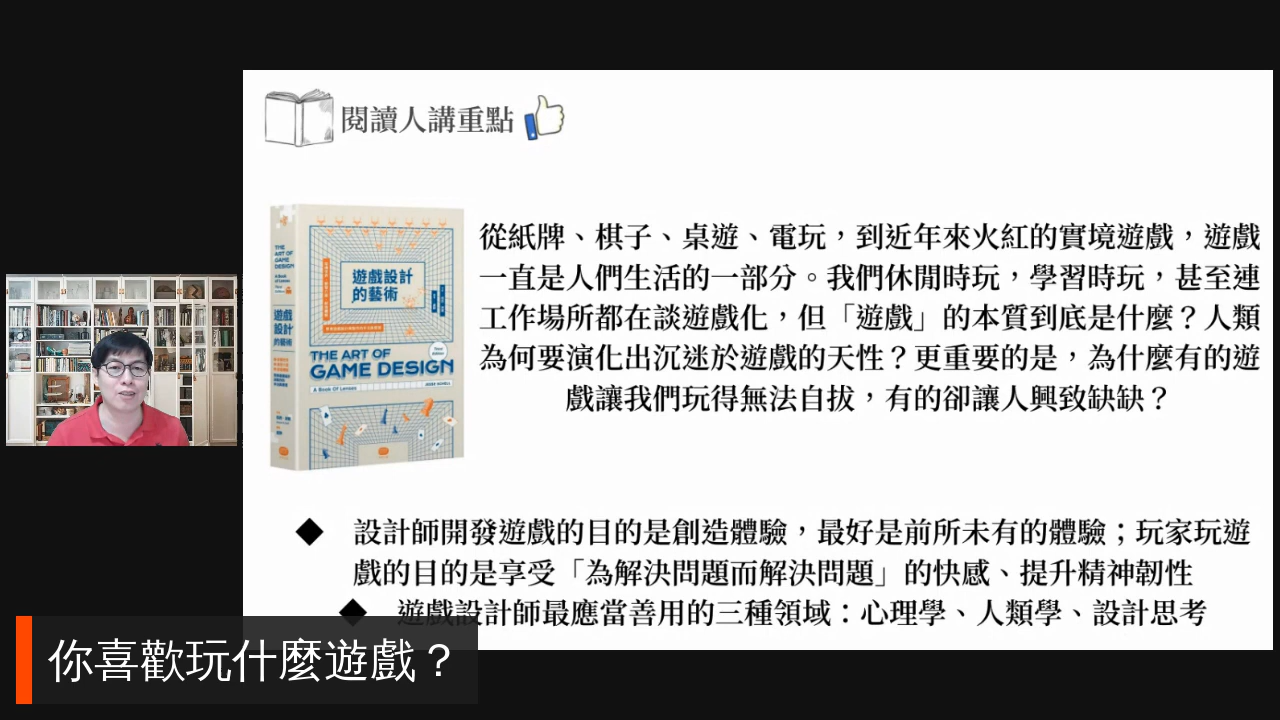 閱讀人講重點
從紙牌、棋子、桌遊、電玩，到近年來火紅的實境遊戲，遊戲
一直是人們生活的一部分。我們休閒時玩，學習時玩，甚至連
工作場所都在談遊戲化，但「遊戲」的本質到底是什麼？人類
為何要演化出沉迷於遊戲的天性？更重要的是，為什麼有的遊
戲讓我們玩得無法自拔，有的卻讓人興致缺缺？
THE
ART OF
GAME
DESIGN
A Book
of Lenses
遊戲
設計
的藝術
遊戲設計
的藝術
THE ART OF
GAME DESIGN
A Book Of Lenses
JESSE SCHELL
◆ 設計師開發遊戲的目的是創造體驗，最好是前所未有的體驗；玩家玩遊
戲的目的是享受「為解決問題而解決問題」的快感、提升精神韌性
◆ 遊戲設計師最應當善用的三種領域：心理學、人類學、設計思考
你喜歡玩什麼遊戲？